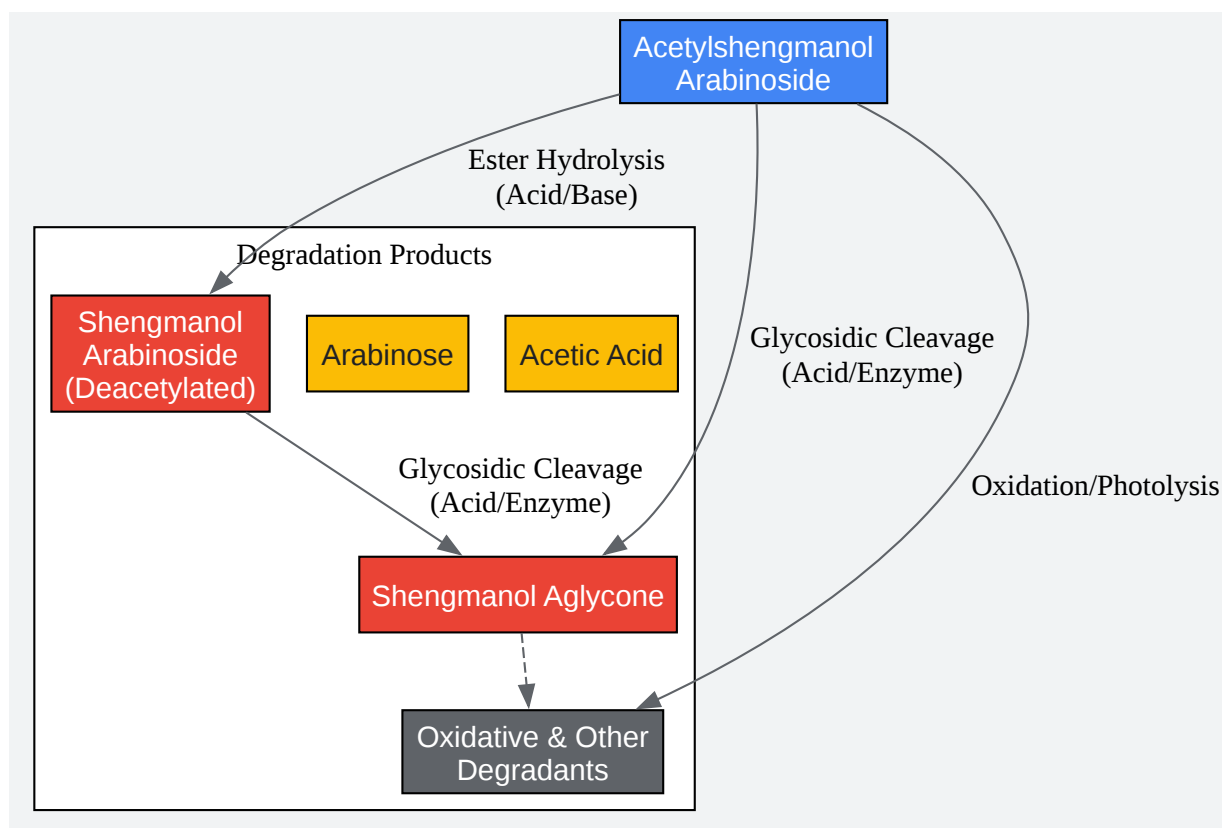 Acetylshengmanol
Arabinoside
Ester Hydrolysis
(Acid/Base)
Degradation Products
Shengmanol
Arabinoside
(Deacetylated)
Arabinose
Acetic Acid
Glycosidic Cleavage
(Acid/Enzyme)
Glycosidic Cleavage
(Acid/Enzyme)
Oxidation/Photolysis
Shengmanol Aglycone
Oxidative & Other
Degradants